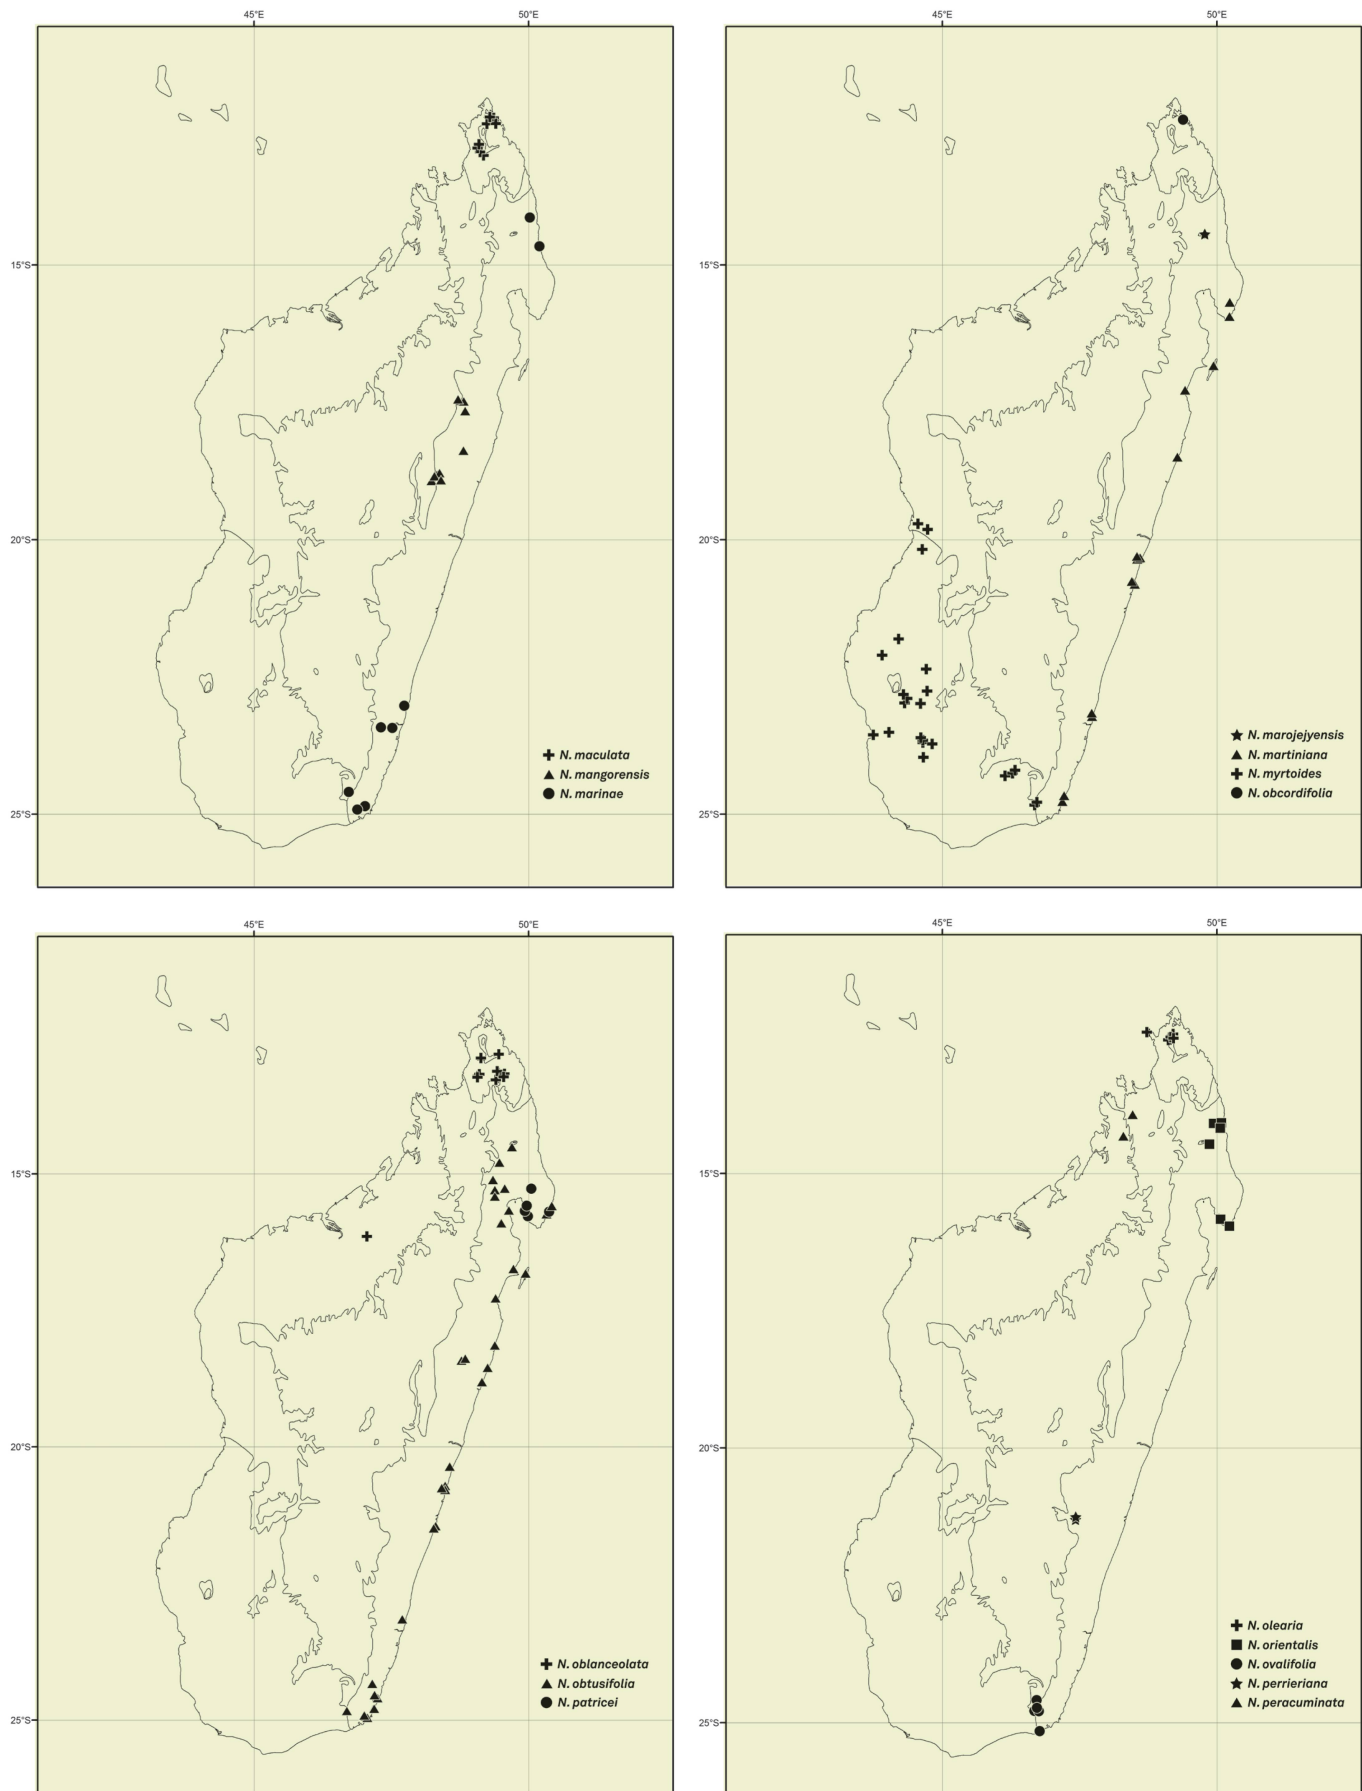 45°E 50°E
15°S
20°S
25°S
N. maculata
N. mangorensis
N. marinae
45°E 50°E
15°S
20°S
25°S
N. marojejyensis
N. martiniana
N. myrtoides
N. obcordifolia
45°E 50°E
15°S
20°S
25°S
N. oblanceolata
N. obtusifolia
N. patricei
45°E 50°E
15°S
20°S
25°S
N. olearia
N. orientalis
N. ovalifolia
N. perrieriana
N. peracuminata